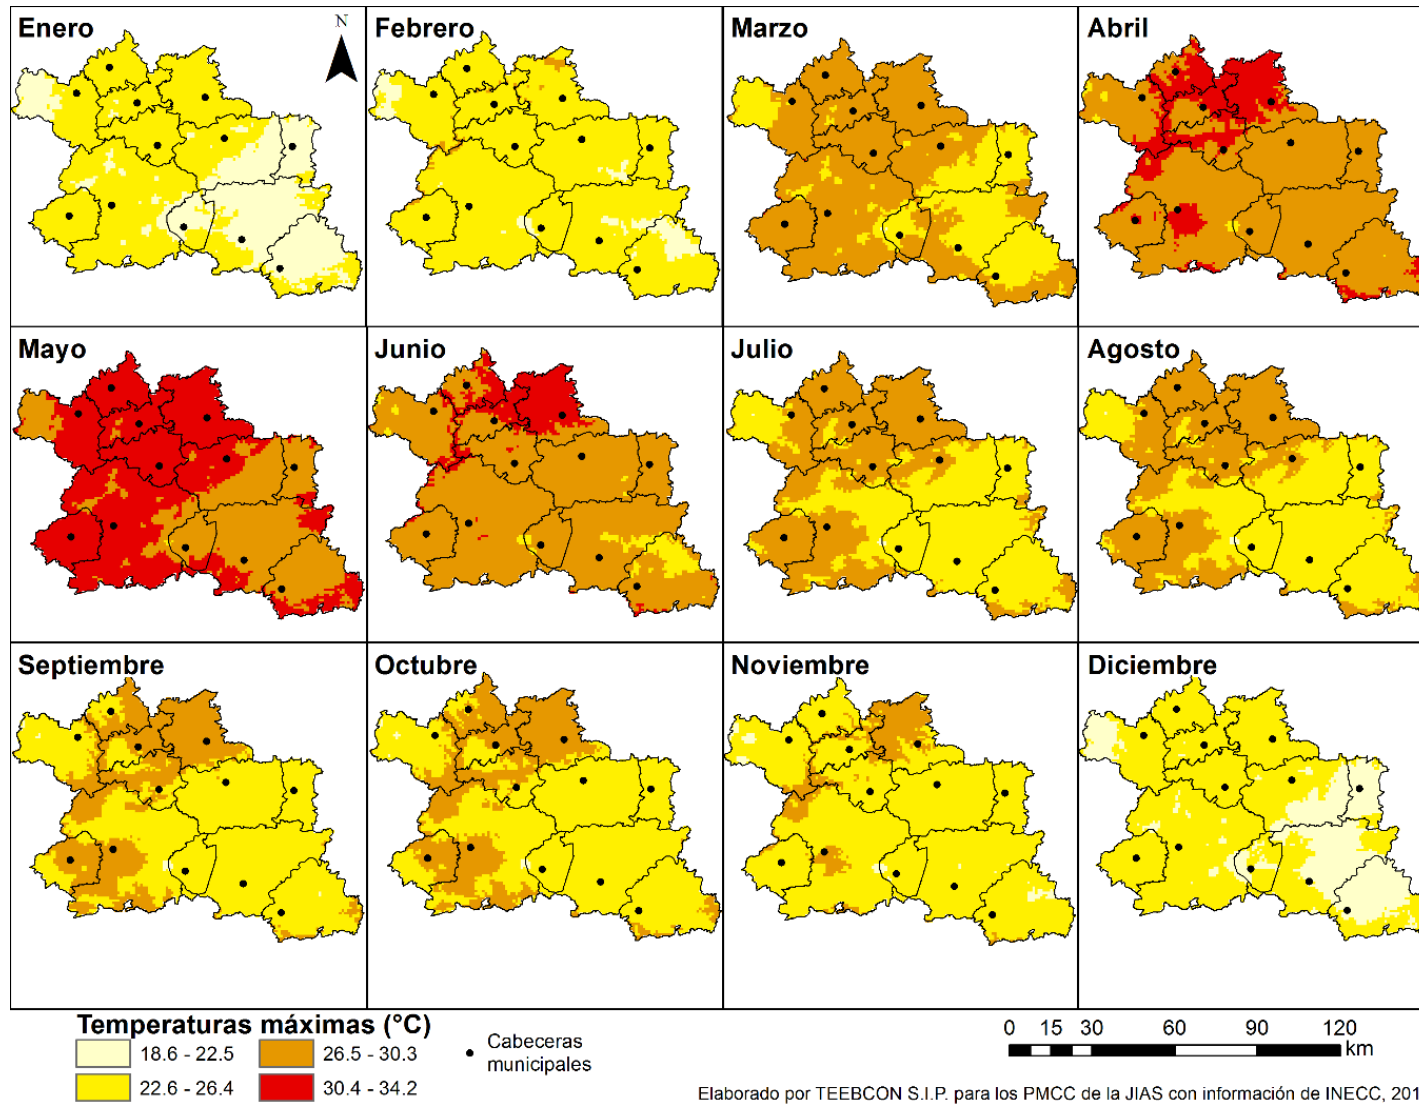 Enero
N
Febrero
Marzo
Abril
Mayo
Junio
Julio
Agosto
Septiembre
Octubre
Noviembre
Diciembre
Temperaturas máximas (°C)
18.6 - 22.5
26.5 - 30.3
22.6 - 26.4
30.4 - 34.2
Cabeceras
municipales
0 15 30 60 90 120
km
Elaborado por TEEBCON S.I.P. para los PMCC de la JIAS con información de INECC, 201